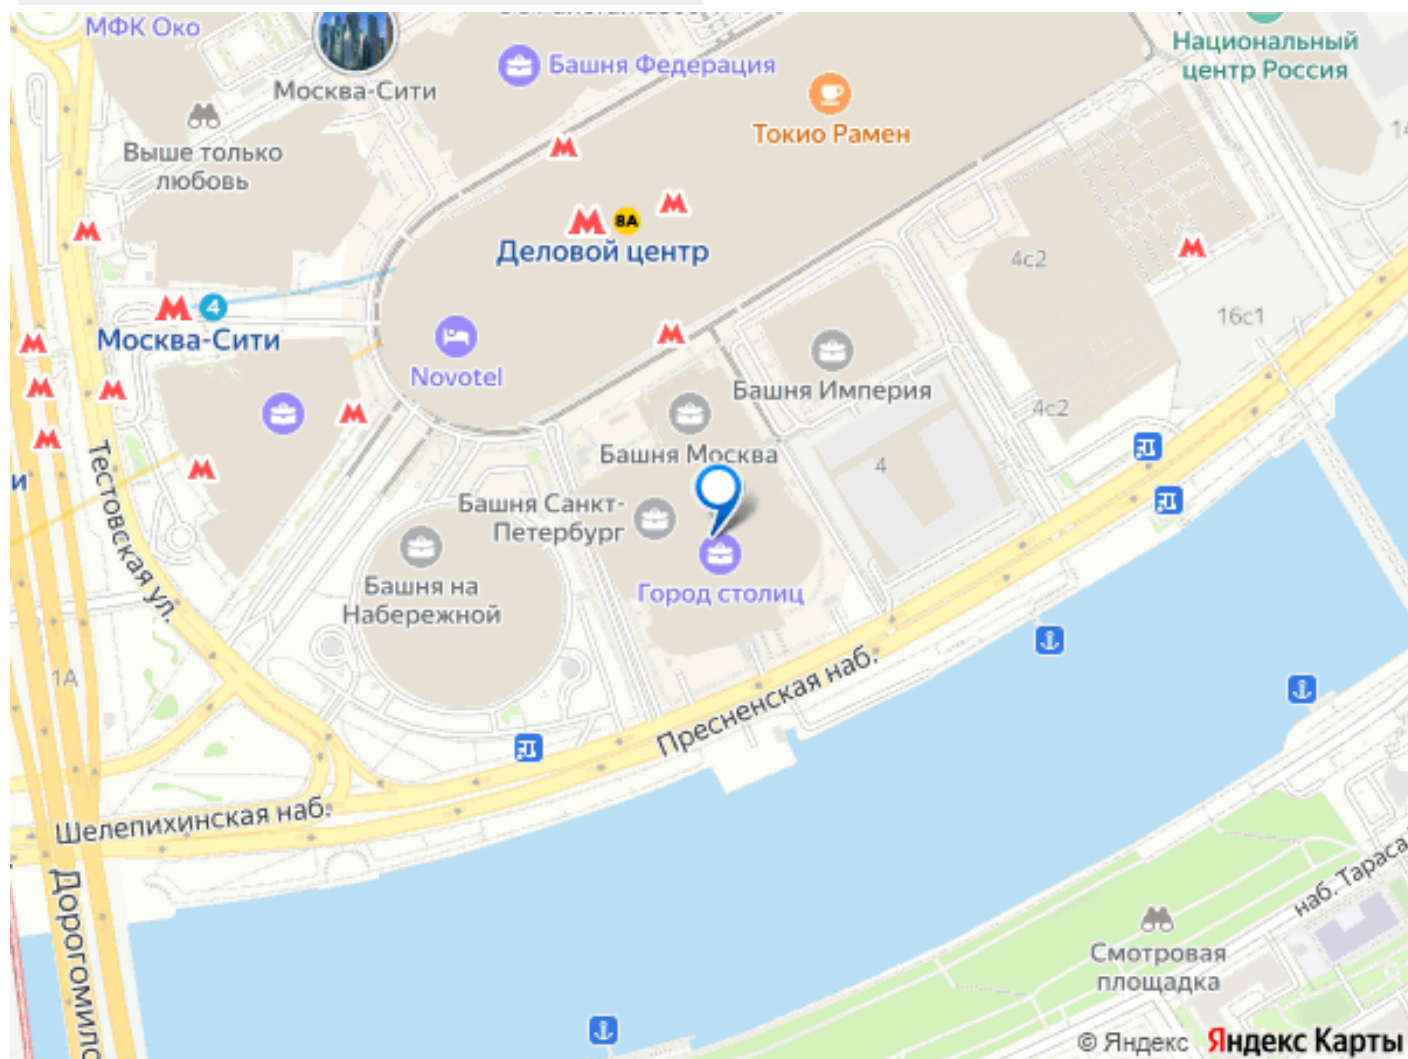 МФК Око
Москва-Сити
Башня Федерация
Национальный
центр Россия
Токио Рамен
Выше только
любовь
8А
Деловой центр
4с2
16с1
4
Москва-Сити
Novotel
Башня Империя
4с2
Башня Москва
4
Башня Санкт-
Петербург
Тестовская ул.
Башня на
Набережной
Город столиц
1А
Пресненская наб.
Шелепихинская наб.
Дорогомило
наб. Тараса
Смотровая
площадка
© Яндекс Яндекс Карты